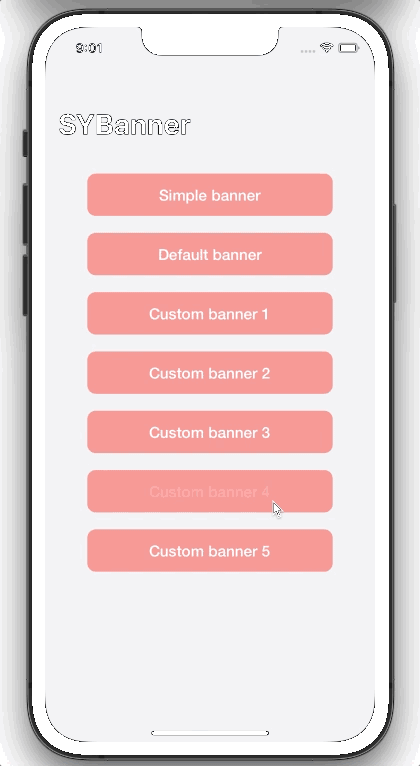 9:01
SYBanner
Simple banner
Default banner
Custom banner 1
Custom banner 2
Custom banner 3
Custom banner 4
Custom banner 5